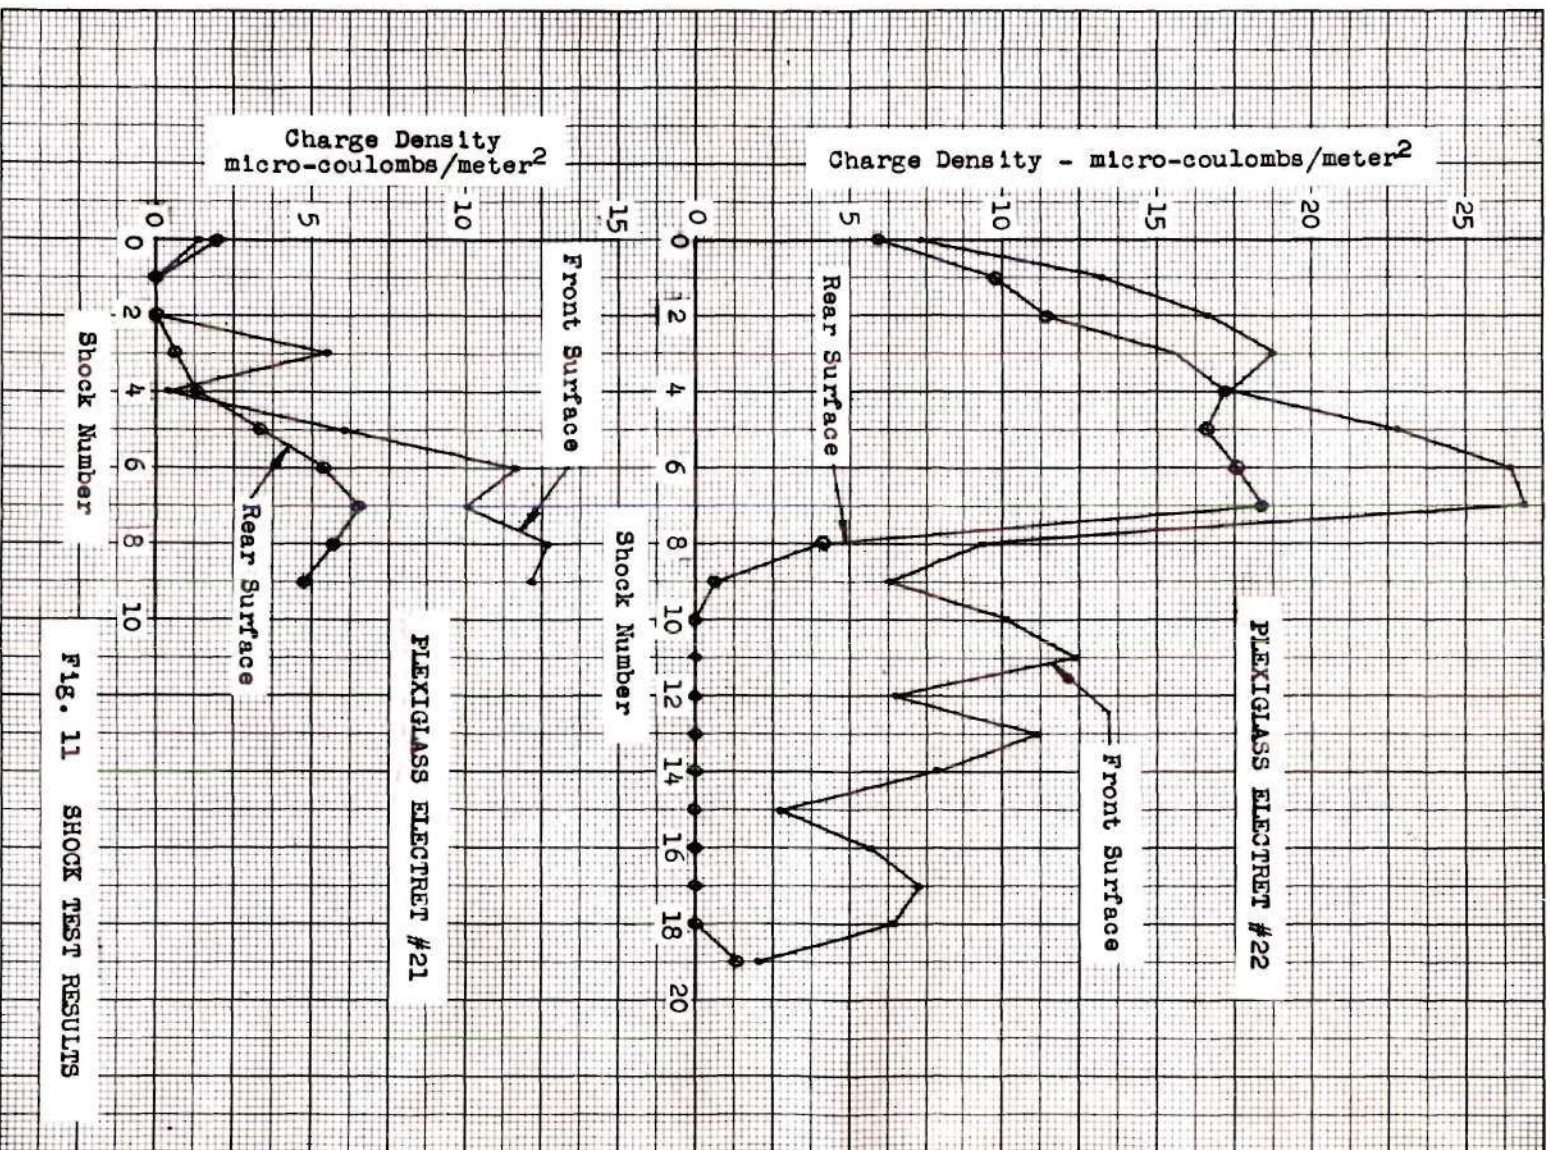 Charge Density - micro-coulombs/meter2
25
20
15
10
5
0
0
2
4
6
8
10
12
14
16
18
20
Shock Number
PLEXIGLASS ELECTRET #22
Rear Surface
Front Surface
Charge Density
micro-coulombs/meter2
15
10
5
0
0
2
4
6
8
10
Shock Number
PLEXIGLASS ELECTRET #21
Front Surface
Rear Surface
Fig. 11 SHOCK TEST RESULTS